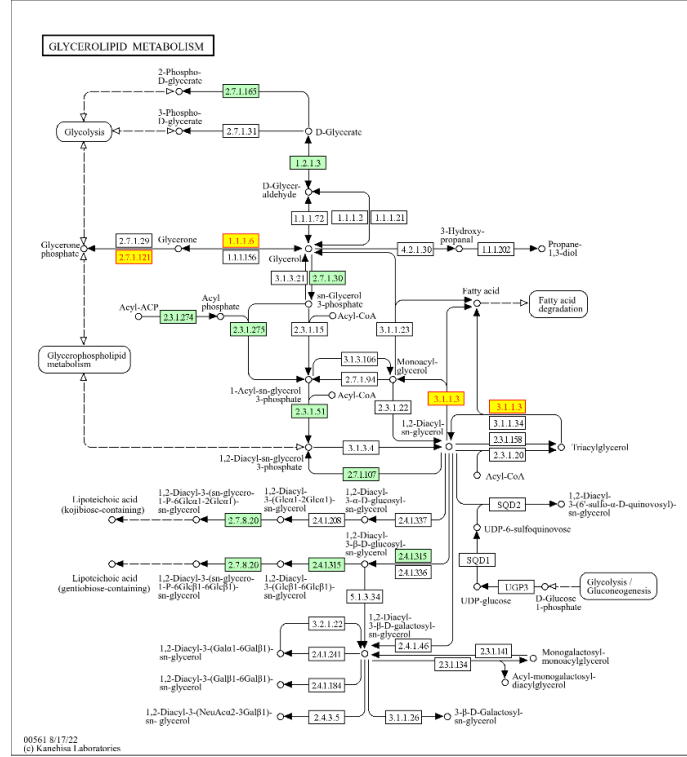 GLYCEROLIPID METABOLISM
2-Phospho-
D-glycerate
2.7.1.165
3-Phospho-
D-glycerate
Glycolysis
2.7.1.31
D-Glycerate
1.2.1.3
D-Glycer-
aldehyde
1.1.1.72
1.1.1.2
1.1.1.21
3-Hydroxy-
propanal
2.7.1.29
Glycerone
1.1.1.6
Glycerone
phosphate
2.7.1.121
1.1.1.156
Glycerol
4.2.1.30
1.1.1.202
Propane-
1,3-diol
3.1.3.21
2.7.1.30
Acyl-ACP
Acyl
phosphate
sn-Glycerol
3-phosphate
Fatty acid
Fatty acid
degradation
2.3.1.274
2.3.1.275
2.3.1.15
Acyl-CoA
3.1.1.23
Glycerophospholipid
metabolism
3.1.3.106
Monoacyl-
glycerol
2.7.1.94
1-Acyl-sn-glycerol
3-phosphate
Acyl-CoA
2.3.1.51
2.3.1.22
3.1.1.3
3.1.1.3
3.1.1.34
2.3.1.158
2.3.1.20
1,2-Diacyl-
sn-glycerol
Triacylglycerol
3.1.3.4
1,2-Diacyl-sn-glycerol
3-phosphate
2.7.1.107
Acyl-CoA
Lipoteichoic acid
(kojibiose-containing)
1,2-Diacyl-3-(sn-glycero-
1-P-6Glcα1-2Glcα1)-
sn-glycerol
2.7.8.20
1,2-Diacyl-
3-(Glcα1-2Glcα1)-
sn-glycerol
2.4.1.208
1,2-Diacyl-
3-α-D-glucosyl-
sn-glycerol
2.4.1.337
SQD2
1,2-Diacyl-
3-(6'-sulfo-α-D-quinovosyl)-
sn-glycerol
UDP-6-sulfoquinovose
Lipoteichoic acid
(gentiobiose-containing)
1,2-Diacyl-3-(sn-glycero-
1-P-6Glcβ1-6Glcβ1)-
sn-glycerol
2.7.8.20
1,2-Diacyl-
3-(Glcβ1-6Glcβ1)-
sn-glycerol
2.4.1.315
1,2-Diacyl-
3-β-D-glucosyl-
sn-glycerol
2.4.1.315
2.4.1.336
SQD1
UDP-glucose
UGP3
D-Glucose
1-phosphate
Glycolysis /
Gluconeogenesis
5.1.3.34
1,2-Diacyl-
3-β-D-galactosyl-
sn-glycerol
3.2.1.22
2.4.1.46
1,2-Diacyl-3-(Galα1-6Galβ1)-
sn-glycerol
2.4.1.241
2.3.1.141
2.3.1.134
Monogalactosyl-
monoacylglycerol
Acyl-monogalactosyl-
diacylglycerol
1,2-Diacyl-3-(Galβ1-6Galβ1)-
sn-glycerol
2.4.1.184
1,2-Diacyl-3-(NeuAcα2-3Galβ1)-
sn-glycerol
2.4.3.5
3.1.1.26
3-β-D-Galactosyl-
sn-glycerol
00561 8/17/22
(c) Kanehisa Laboratories